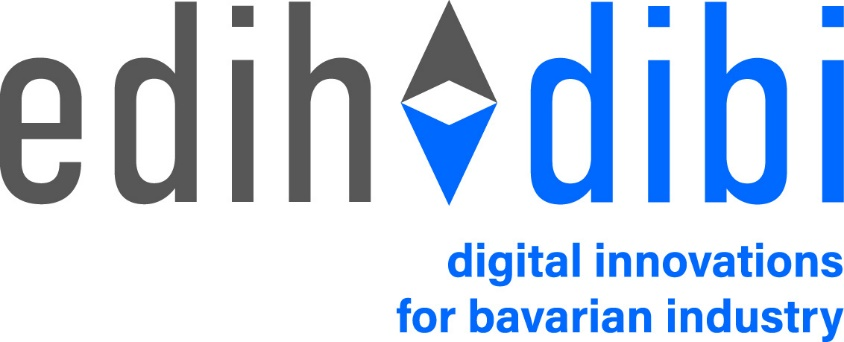 edih dibi
digital innovations
for bavarian industry